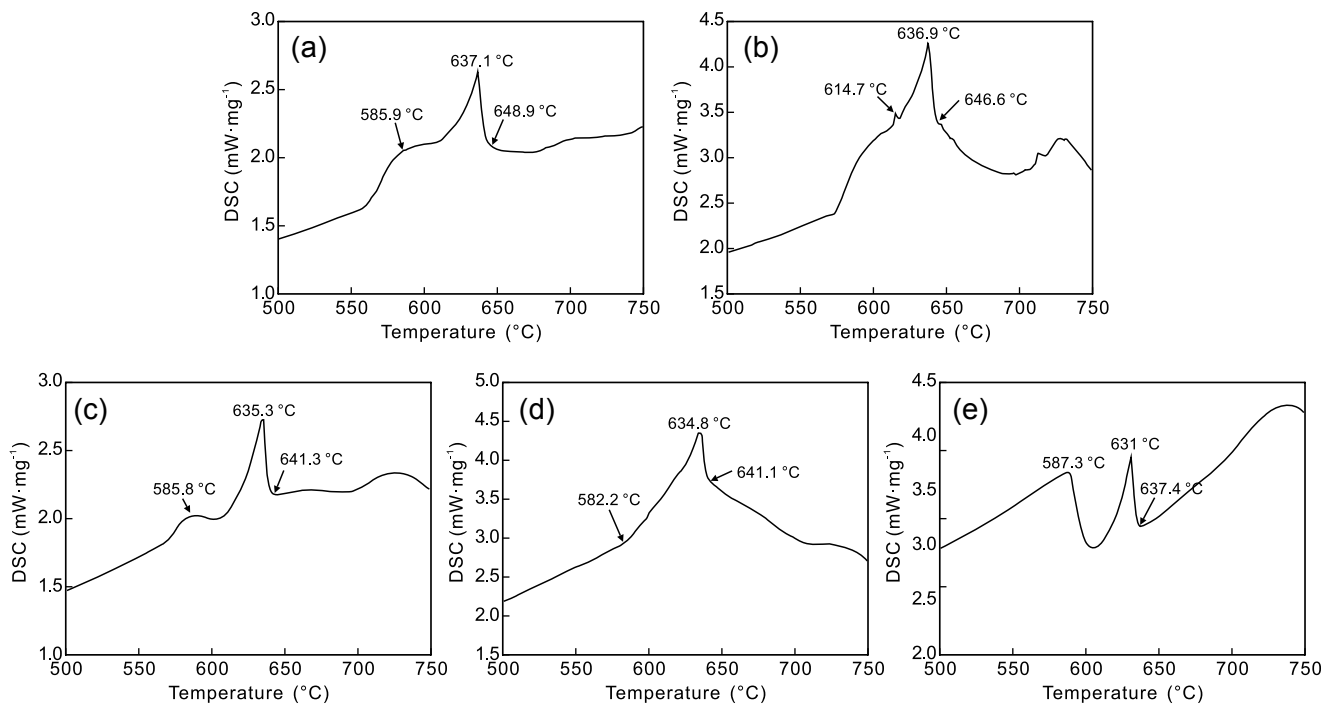 (a)
3.0
2.5
2.0
1.5
1.0
DSC (mW·mg⁻¹)
585.9 °C
637.1 °C
648.9 °C
500 550 600 650 700 750
Temperature (°C)
(b)
4.5
4.0
3.5
3.0
2.5
2.0
4.5
DSC (mW·mg⁻¹)
614.7 °C
636.9 °C
646.6 °C
500 550 600 650 700 750
Temperature (°C)
(c)
3.0
2.5
2.0
1.5
1.0
DSC (mW·mg⁻¹)
585.8 °C
635.3 °C
641.3 °C
500 550 600 650 700 750
Temperature (°C)
(d)
5.0
4.5
4.0
3.5
3.0
2.5
2.0
1.5
DSC (mW·mg⁻¹)
582.2 °C
634.8 °C
641.1 °C
500 550 600 650 700 750
Temperature (°C)
(e)
4.5
4.0
3.5
3.0
2.5
2.0
DSC (mW·mg⁻¹)
587.3 °C
631 °C
637.4 °C
500 550 600 650 700 750
Temperature (°C)